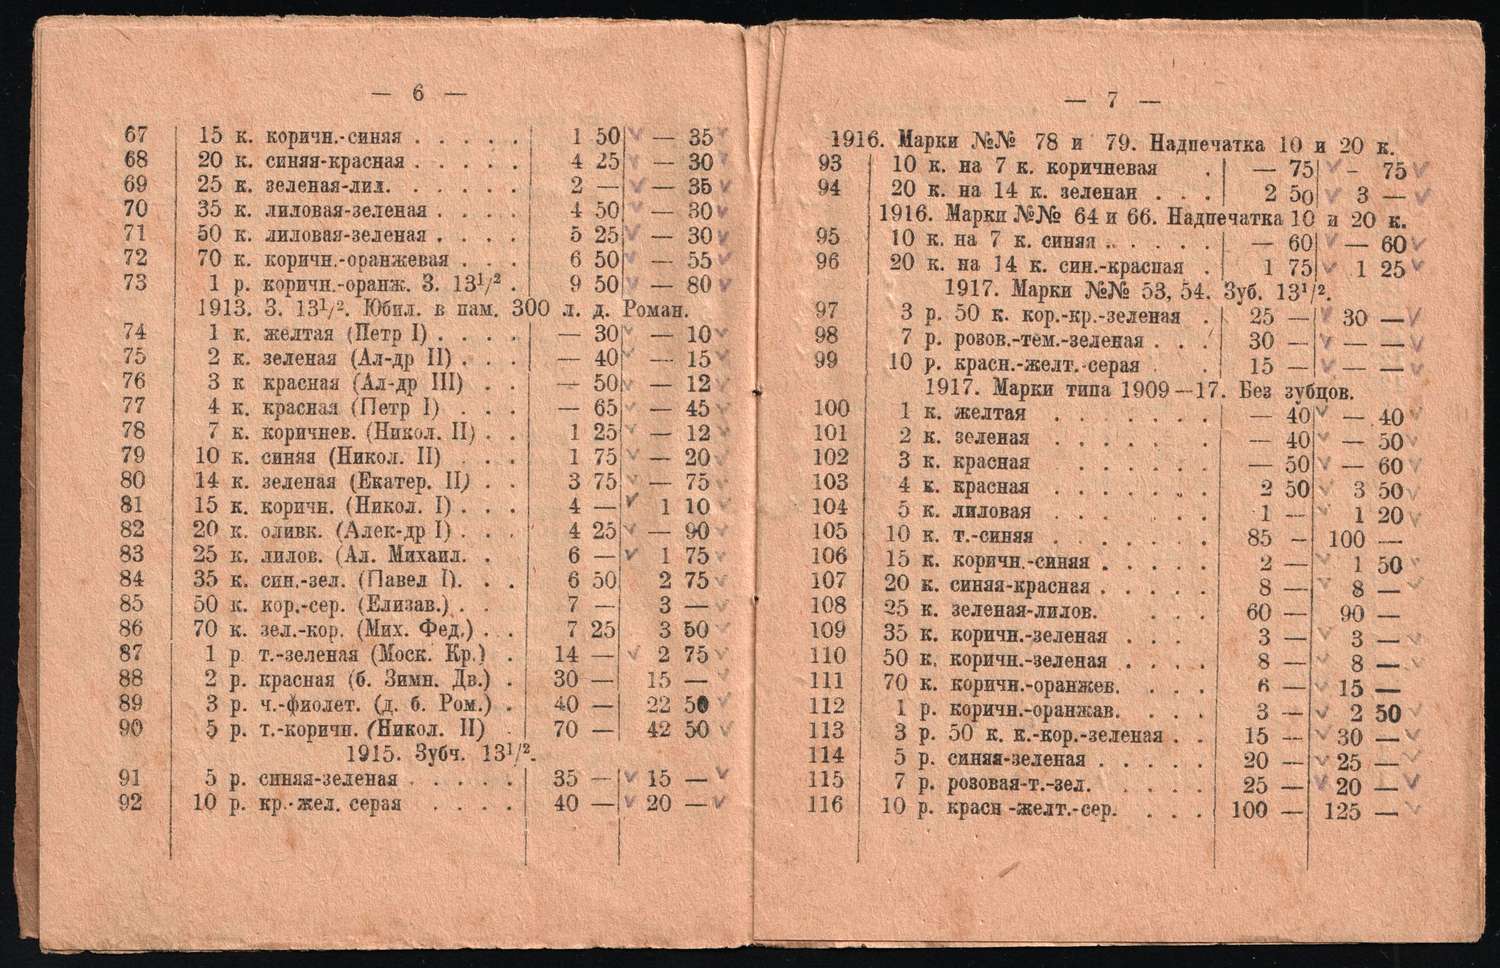 — 6 —
67 15 к. коричн.-синяя . . . . . 1 50 — 35
68 20 к. синяя-красная . . . . . 4 25 — 30
69 25 к. зеленая-лил. . . . . . 2 — — 35
70 35 к. лиловая-зеленая . . . . 4 50 — 30
71 50 к. лиловая-зеленая . . . . 5 25 — 30
72 70 к. коричн.-оранжевая . . . 6 50 — 55
73 1 р. коричн.-оранж. З. 13½ . 9 50 — 80
1913. З. 13½. Юбил. в пам. 300 л. д. Роман.
74 1 к. желтая (Петр I) . . . . — 30 — 10
75 2 к. зеленая (Ал-др II) . . . — 40 — 15
76 3 к красная (Ал-др III) . . — 50 — 12
77 4 к. красная (Петр I) . . . — 65 — 45
78 7 к. коричнев. (Никол. II) . . 1 25 — 12
79 10 к. синяя (Никол. II) . . . 1 75 — 20
80 14 к. зеленая (Екатер. II) . . 3 75 — 75
81 15 к. коричн. (Никол. I) . . . 4 — 1 10
82 20 к. оливк. (Алек-др I) . . . 4 25 — 90
83 25 к. лилов. (Ал. Михаил. . 6 — 1 75
84 35 к. син.-зел. (Павел I). . . 6 50 2 75
85 50 к. кор.-сер. (Елизав.) . . 7 — 3 —
86 70 к. зел.-кор. (Мих. Фед.) . . 7 25 3 50
87 1 р т.-зеленая (Моск. Кр.) . 14 — 2 75
88 2 р. красная (б. Зимн. Дв.) . 30 — 15 —
89 3 р. ч.-фиолет. (д. б. Ром.) . 40 — 22 50
90 5 р. т.-коричн. (Никол. II) . 70 — 42 50
1915. Зубч. 13½.
91 5 р. синяя-зеленая . . . . . 35 — 15 —
92 10 р. кр.-жел. серая . . . . 40 — 20 —
— 7 —
1916. Марки №№ 78 и 79. Надпечатка 10 и 20 к.
93 10 к. на 7 к. коричневая . — 75 - 75
94 20 к. на 14 к. зеленая . . . 2 50 3 —
1916. Марки №№ 64 и 66. Надпечатка 10 и 20 к.
95 10 к. на 7 к. синяя . . . . . — 60 — 60
96 20 к. на 14 к. син.-красная . 1 75 1 25
1917. Марки №№ 53, 54. Зуб. 13½.
97 3 р. 50 к. кор.-кр.-зеленая . 25 — 30 —
98 7 р. розов.-тем.-зеленая . . . 30 — — —
99 10 р. красн.-желт.-серая . 15 — — —
1917. Марки типа 1909—17. Без зубцов.
100 1 к. желтая . . . . . . — 40 — 40
101 2 к. зеленая . . . . . . — 40 — 50
102 3 к. красная . . . . . . — 50 — 60
103 4 к. красная . . . . . . 2 50 3 50
104 5 к. лиловая . . . . . . 1 — 1 20
105 10 к. т.-синяя . . . . . . 85 — 100 —
106 15 к. коричн.-синяя . . . . . 2 — 1 50
107 20 к. синяя-красная . . . . . 8 — 8 —
108 25 к. зеленая-лилов. . . . . 60 — 90 —
109 35 к. коричн.-зеленая . . . . 3 — 3 —
110 50 к. коричн.-зеленая . . . . 8 — 8 —
111 70 к. коричн.-оранжев. . . . 6 — 15 —
112 1 р. коричн.-оранжав. . . . 3 — 2 50
113 3 р. 50 к. к.-кор.-зеленая . . 15 — 30 —
114 5 р. синяя-зеленая . . . . . 20 — 25 —
115 7 р. розовая-т.-зел. . . . . 25 — 20 —
116 10 р. красн -желт.-сер. . . . 100 — 125 —